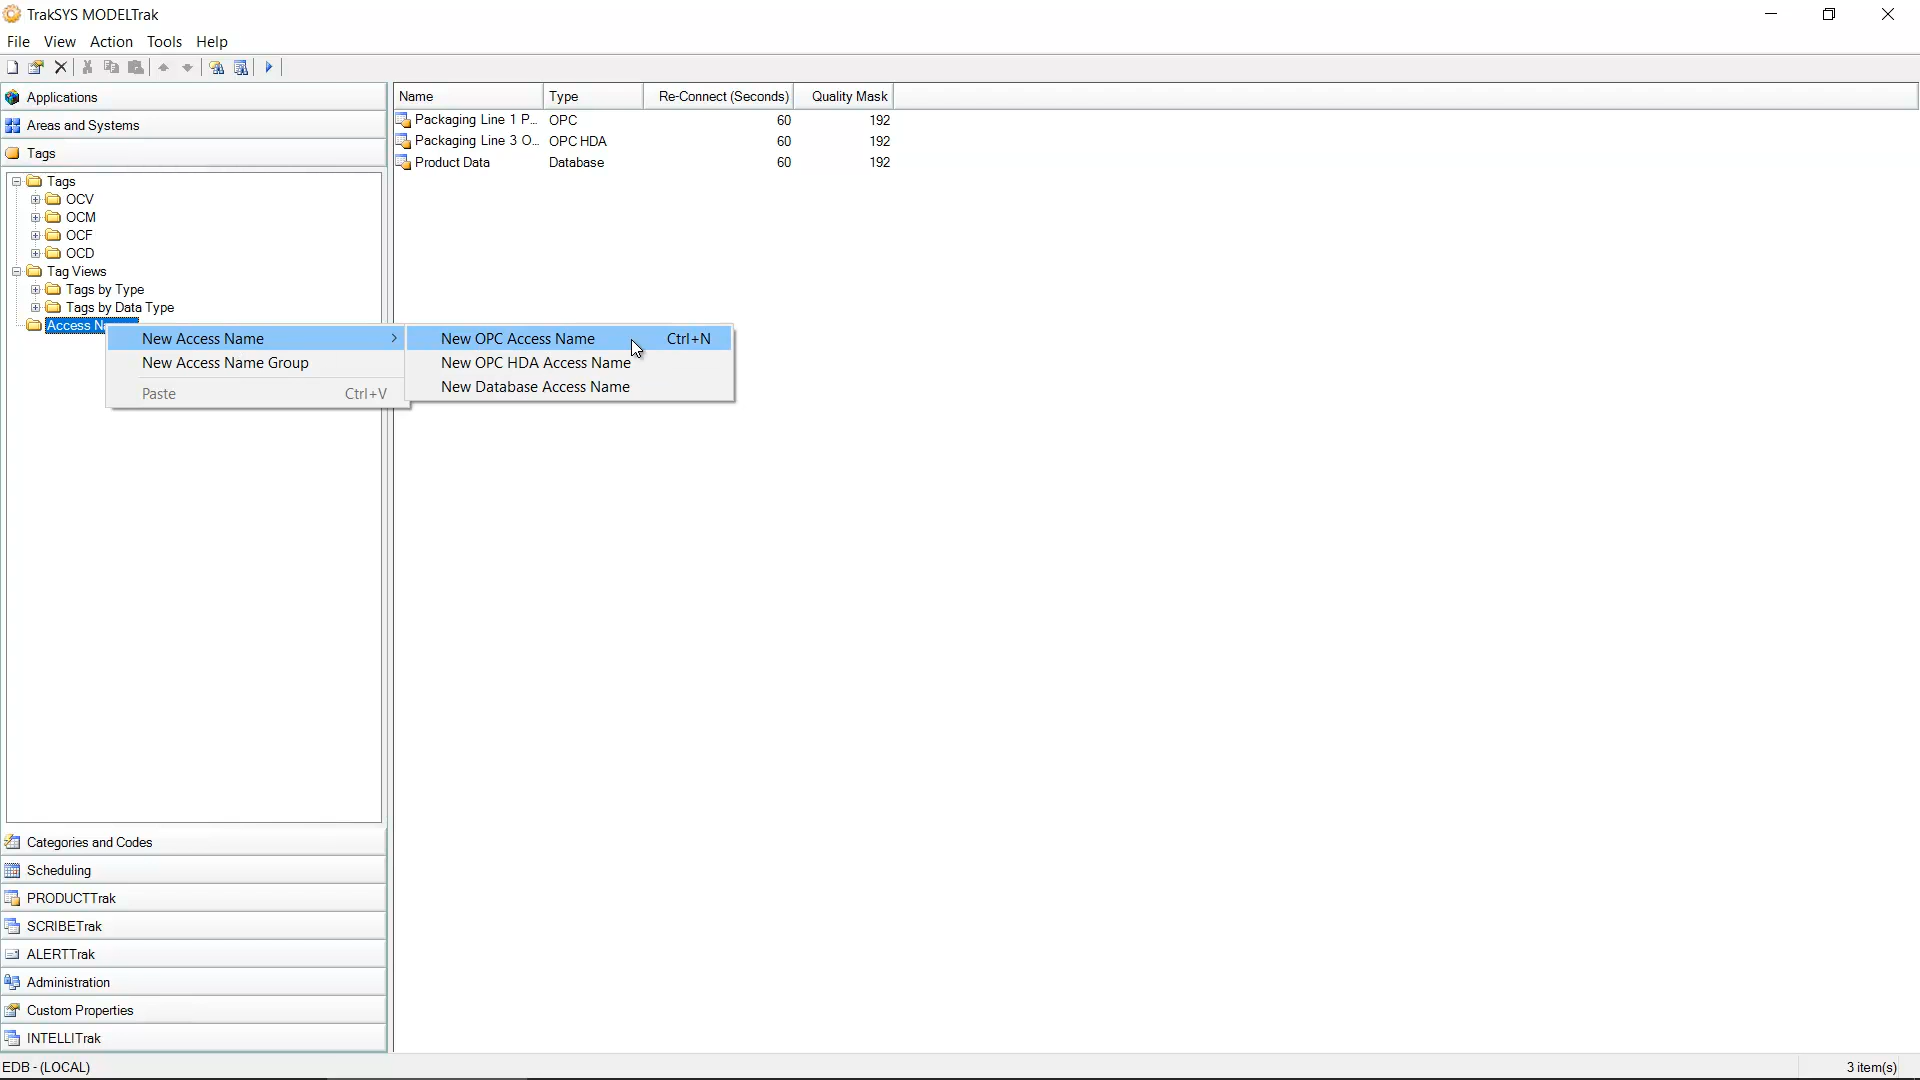 TrakSYS MODELTrak
File View Action Tools Help
Applications
Areas and Systems
Tags
Tags
OCV
OCM
OCF
OCD
Tag Views
Tags by Type
Tags by Data Type
Access N
New Access Name
New Access Name Group
Paste Ctrl+V
New OPC Access Name Ctrl+N
New OPC HDA Access Name
New Database Access Name
Name Type Re-Connect (Seconds) Quality Mask
Packaging Line 1 P... OPC 60 192
Packaging Line 3 O... OPC HDA 60 192
Product Data Database 60 192
Categories and Codes
Scheduling
PRODUCTTrak
SCRIBETrak
ALERTTrak
Administration
Custom Properties
INTELLITrak
EDB - (LOCAL) 3 item(s)